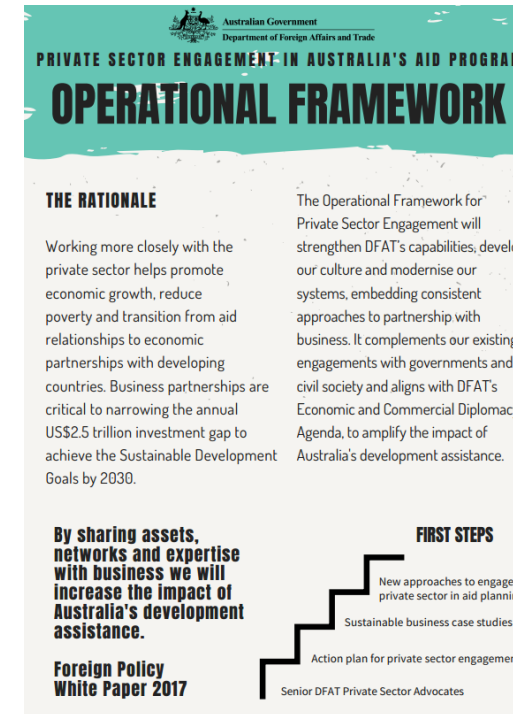 Australian Government
Department of Foreign Affairs and Trade
PRIVATE SECTOR ENGAGEMENT IN AUSTRALIA'S AID PROGRAM
OPERATIONAL FRAMEWORK
THE RATIONALE
Working more closely with the
private sector helps promote
economic growth, reduce
poverty and transition from aid
relationships to economic
partnerships with developing
countries. Business partnerships are
critical to narrowing the annual
US$2.5 trillion investment gap to
achieve the Sustainable Development
Goals by 2030.
The Operational Framework for
Private Sector Engagement will
strengthen DFAT's capabilities, develo
our culture and modernise our
systems, embedding consistent
approaches to partnership with
business. It complements our existing
engagements with governments and
civil society and aligns with DFAT's
Economic and Commercial Diplomac
Agenda, to amplify the impact of
Australia's development assistance.
By sharing assets,
networks and expertise
with business we will
increase the impact of
Australia's development
assistance.
Foreign Policy
White Paper 2017
FIRST STEPS
New approaches to engage
private sector in aid plannin
Sustainable business case studies
Action plan for private sector engagemen
Senior DFAT Private Sector Advocates